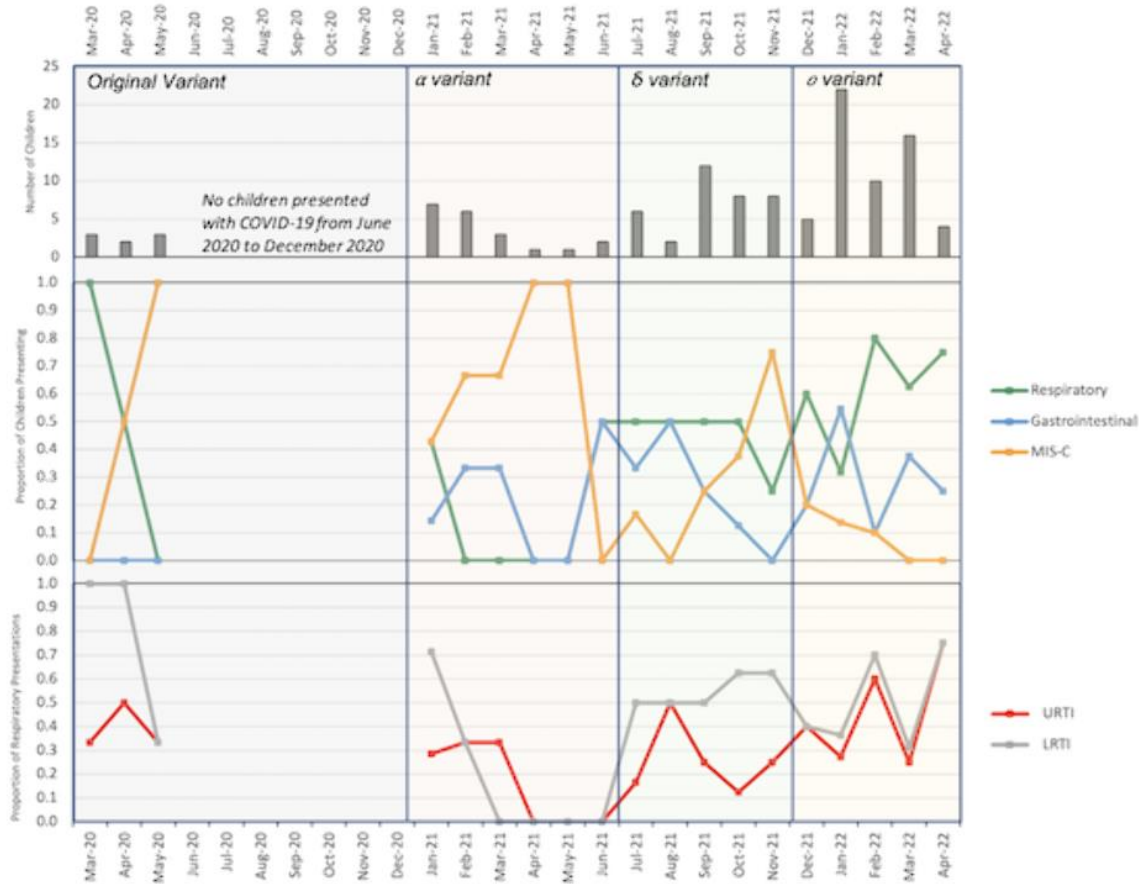 Mar-20 Apr-20 May-20 Jun-20 Jul-20 Aug-20 Sep-20 Oct-20 Nov-20 Dec-20 Jan-21 Feb-21 Mar-21 Apr-21 May-21 Jun-21 Jul-21 Aug-21 Sep-21 Oct-21 Nov-21 Dec-21 Jan-22 Feb-22 Mar-22 Apr-22
Original Variant α variant δ variant ℴ variant
Number of Children
25
20
15
10
5
0
No children presented
with COVID-19 from June
2020 to December 2020
Proportion of Children Presenting
1.0
0.9
0.8
0.7
0.6
0.5
0.4
0.3
0.2
0.1
0.0
Respiratory
Gastrointestinal
MIS-C
Proportion of Respiratory Presentations
1.0
0.9
0.8
0.7
0.6
0.5
0.4
0.3
0.2
0.1
0.0
URTI
LRTI
Mar-20 Apr-20 May-20 Jun-20 Jul-20 Aug-20 Sep-20 Oct-20 Nov-20 Dec-20 Jan-21 Feb-21 Mar-21 Apr-21 May-21 Jun-21 Jul-21 Aug-21 Sep-21 Oct-21 Nov-21 Dec-21 Jan-22 Feb-22 Mar-22 Apr-22